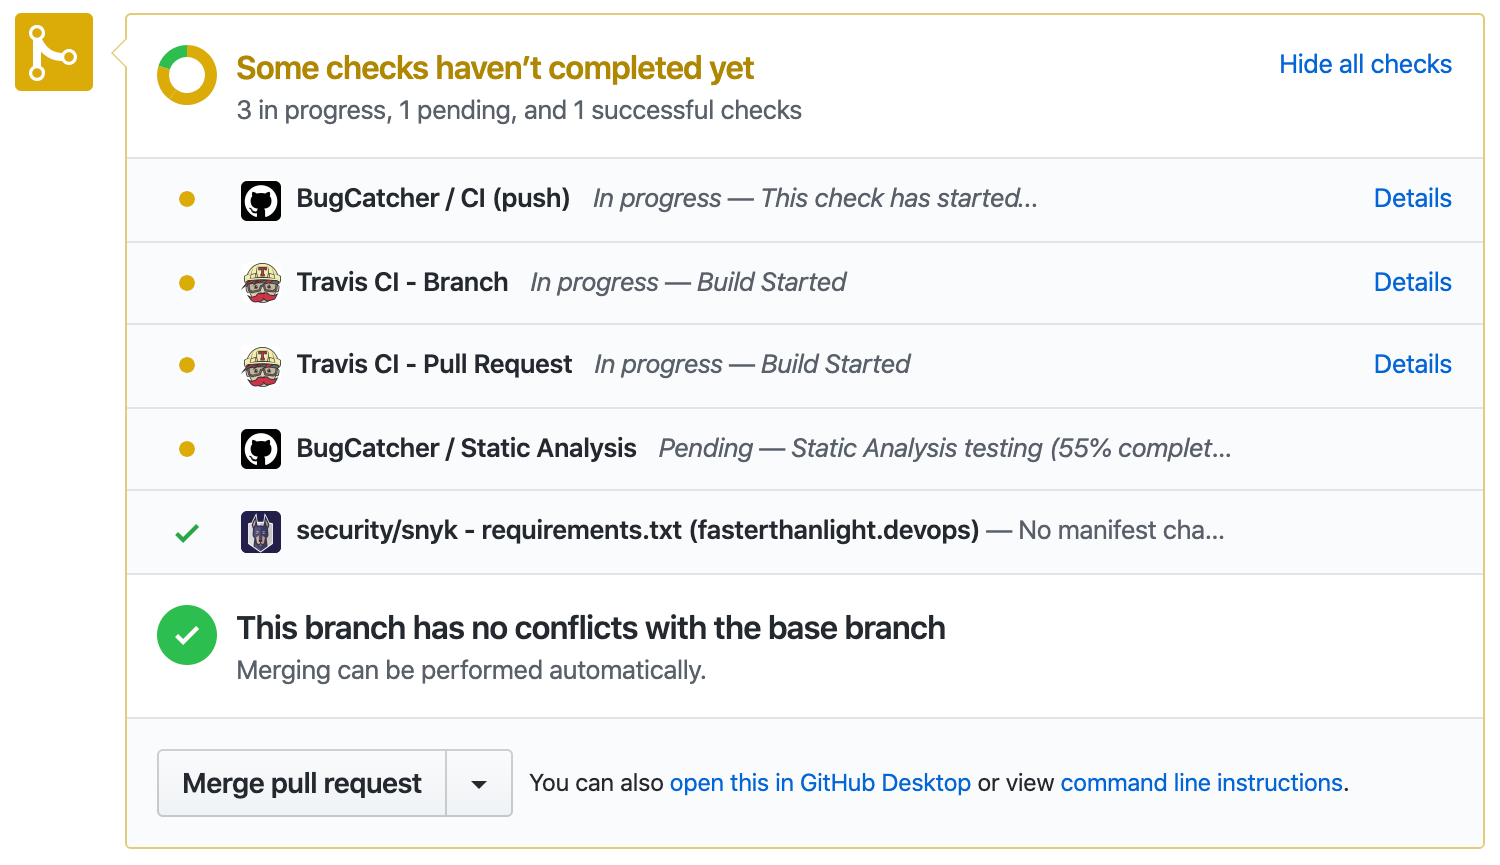 Some checks haven’t completed yet
Hide all checks
3 in progress, 1 pending, and 1 successful checks
BugCatcher / CI (push) In progress — This check has started... Details
Travis CI - Branch In progress — Build Started Details
Travis CI - Pull Request In progress — Build Started Details
BugCatcher / Static Analysis Pending — Static Analysis testing (55% complet...
security/snyk - requirements.txt (fasterthanlight.devops) — No manifest cha...
This branch has no conflicts with the base branch
Merging can be performed automatically.
Merge pull request You can also open this in GitHub Desktop or view command line instructions.